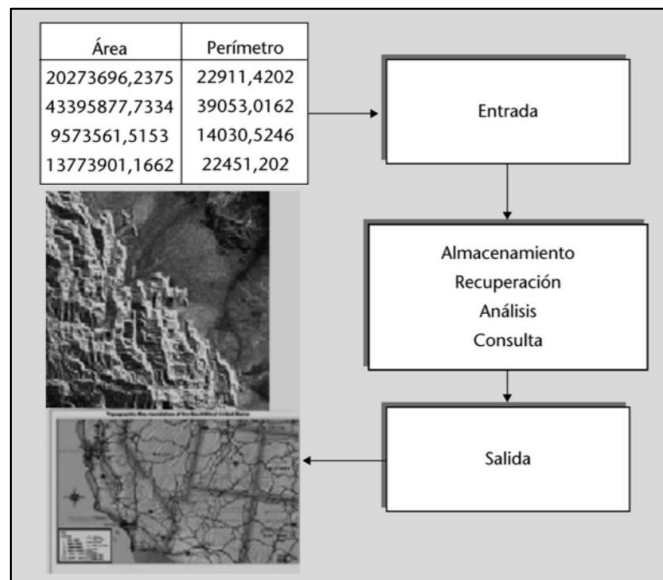 Área Perímetro
20273696,2375 22911,4202
43395877,7334 39053,0162
9573561,5153 14030,5246
13773901,1662 22451,202
Entrada
Almacenamiento
Recuperación
Análisis
Consulta
Salida